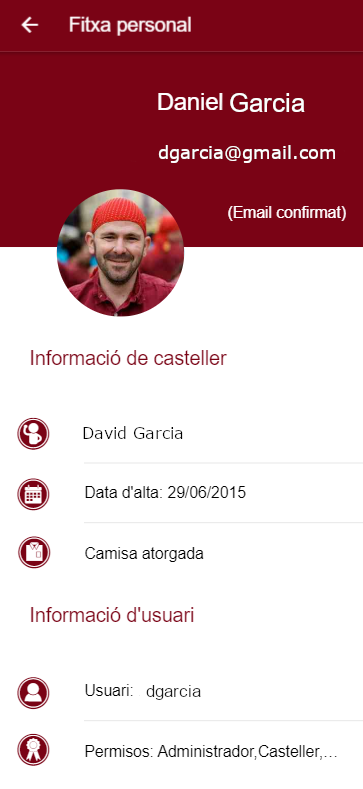 Fitxa personal
Daniel Garcia
dgarcia@gmail.com
(Email confirmat)
Informació de casteller
David Garcia
Data d'alta: 29/06/2015
Camisa atorgada
Informació d'usuari
Usuari: dgarcia
Permisos: Administrador,Casteller,...